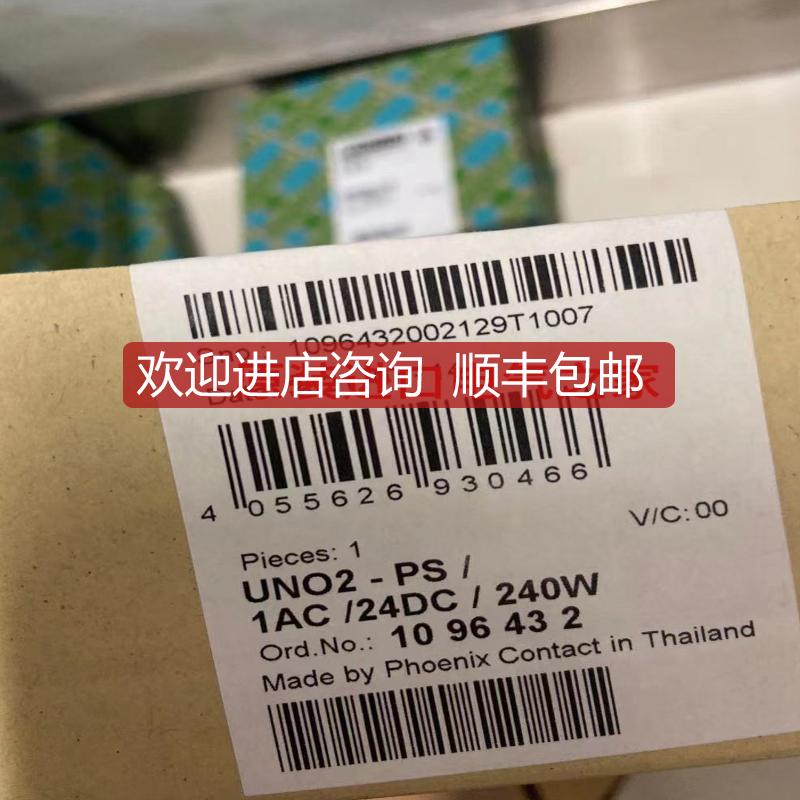 1096432002129T1007
欢迎进店咨询 顺丰包邮
4 055626 930466
V/C: 00
Pieces: 1
UNO2 - PS /
1AC /24DC / 240W
Ord.No.: 10 96 43 2
Made by Phoenix Contact in Thailand